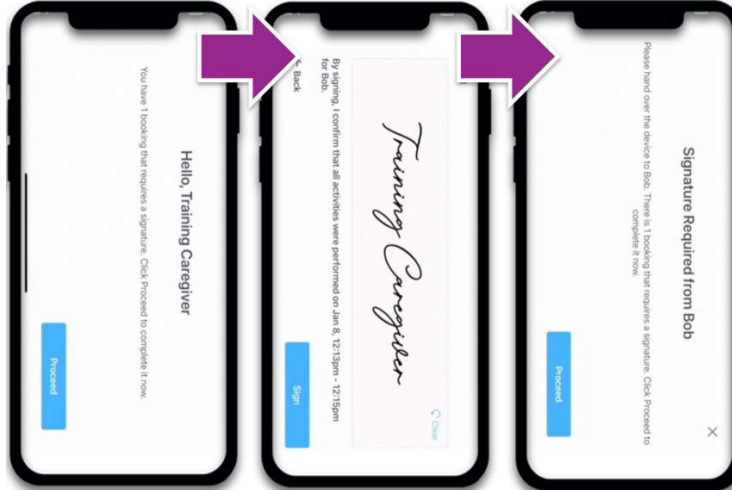 Hello, Training Caregiver
You have 1 booking that requires a signature. Click Proceed to complete it now.
Proceed
Clear
Training Caregiver
By signing, I confirm that all activities were performed on Jan 8, 12:13pm - 12:15pm
for Bob.
Back
Sign
Signature Required from Bob
Please hand over the device to Bob. There is 1 booking that requires a signature. Click Proceed to
complete it now.
Proceed